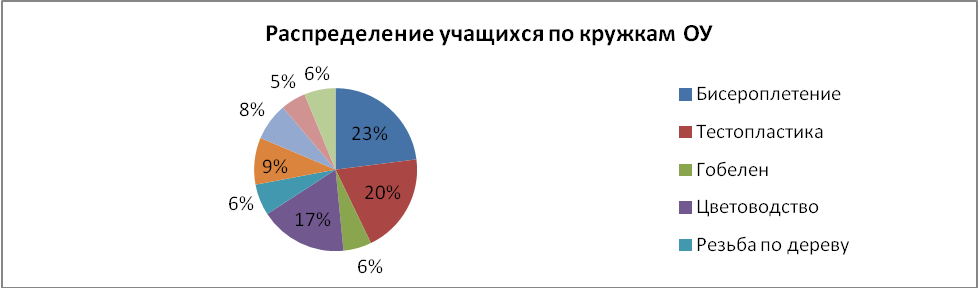 Распределение учащихся по кружкам ОУ
6%
5%
8%
23%
9%
20%
6%
17%
6%
Бисероплетение
Тестопластика
Гобелен
Цветоводство
Резьба по дереву